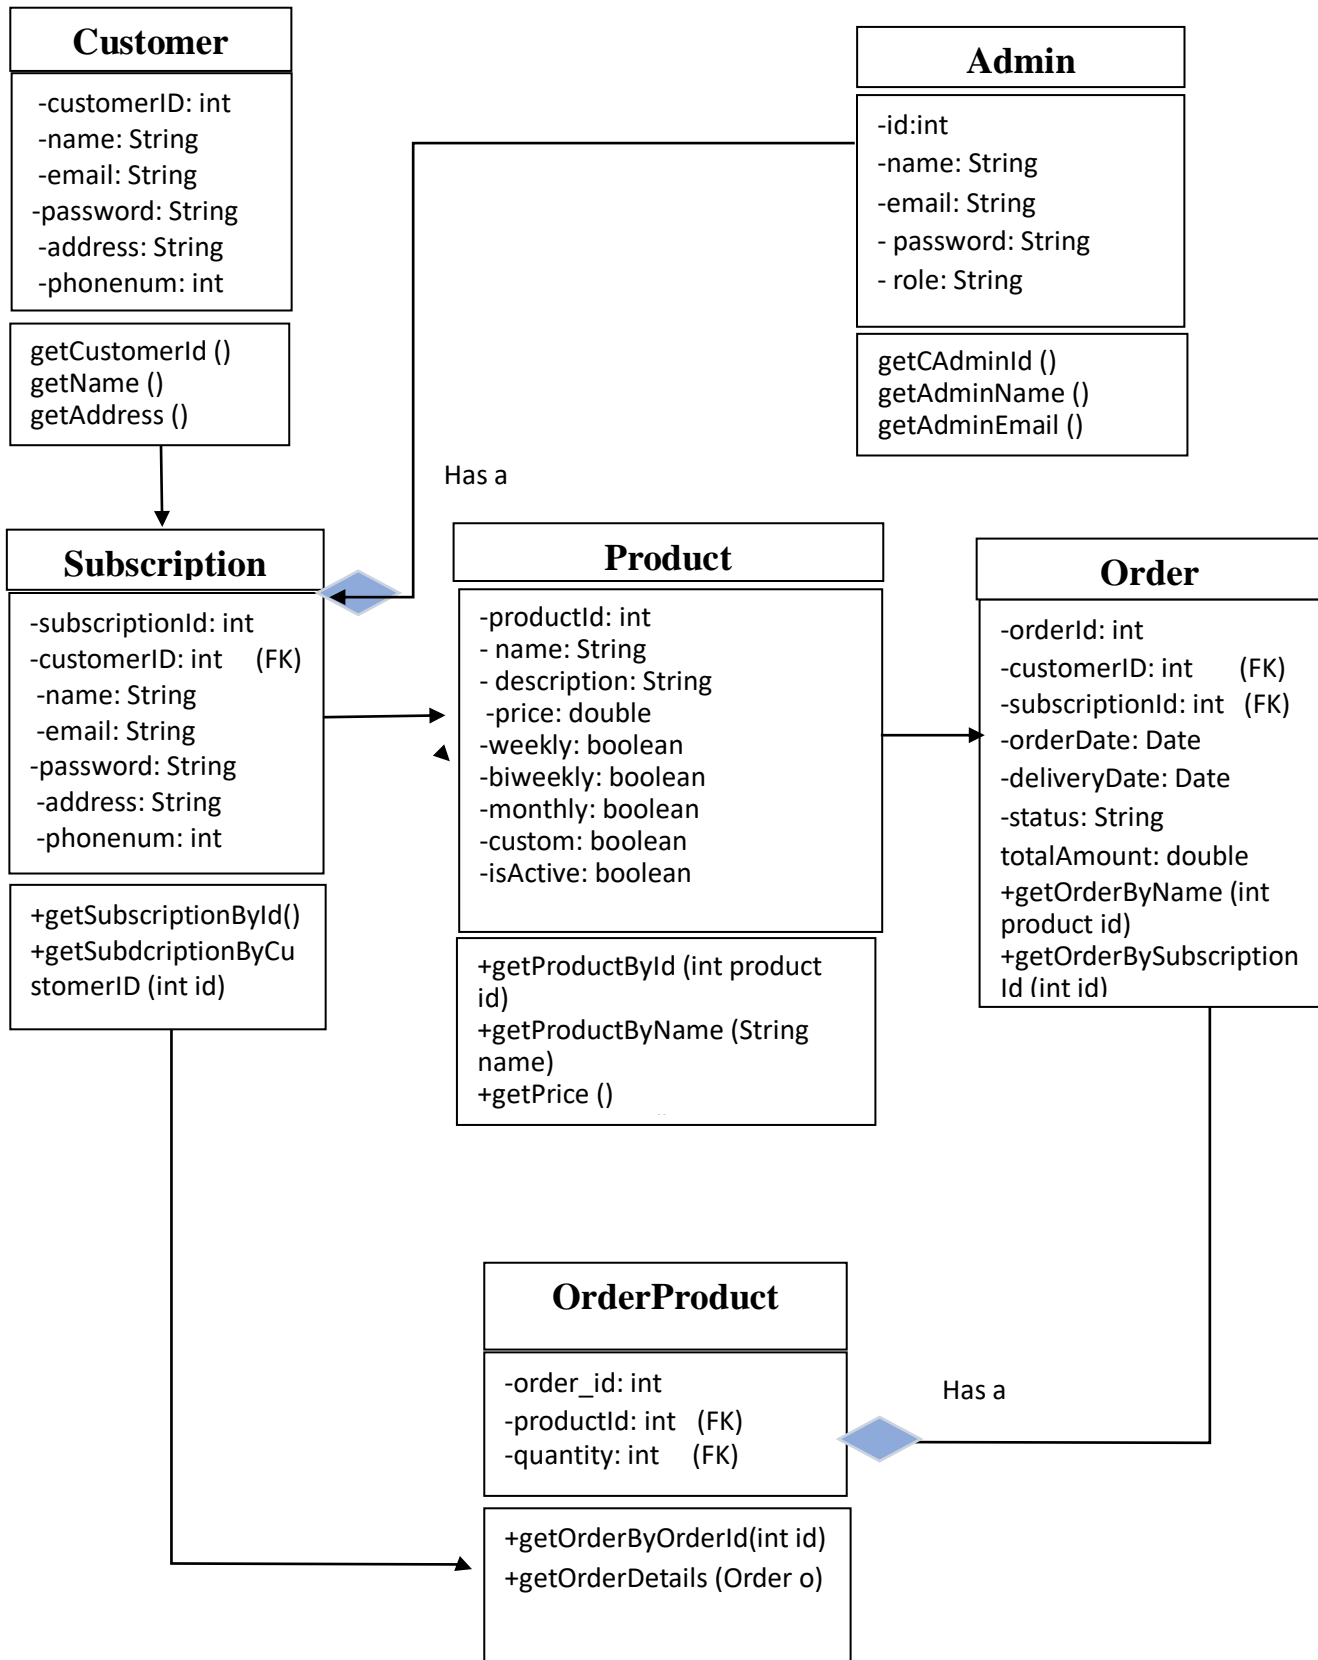 Customer
-customerID: int
-name: String
-email: String
-password: String
-address: String
-phonenum: int
getCustomerId ()
getName ()
getAddress ()
Admin
-id:int
-name: String
-email: String
- password: String
- role: String
getCAdminId ()
getAdminName ()
getAdminEmail ()
Has a
Subscription
-subscriptionId: int
-customerID: int (FK)
-name: String
-email: String
-password: String
-address: String
-phonenum: int
+getSubscriptionById()
+getSubdcriptionByCu
stomerID (int id)
Product
-productId: int
- name: String
- description: String
-price: double
-weekly: boolean
-biweekly: boolean
-monthly: boolean
-custom: boolean
-isActive: boolean
+getProductById (int product
id)
+getProductByName (String
name)
+getPrice ()
Order
-orderId: int
-customerID: int (FK)
-subscriptionId: int (FK)
-orderDate: Date
-deliveryDate: Date
-status: String
totalAmount: double
+getOrderByName (int
product id)
+getOrderBySubscription
Id (int id)
OrderProduct
-order_id: int
-productId: int (FK)
-quantity: int (FK)
+getOrderByOrderId(int id)
+getOrderDetails (Order o)
Has a